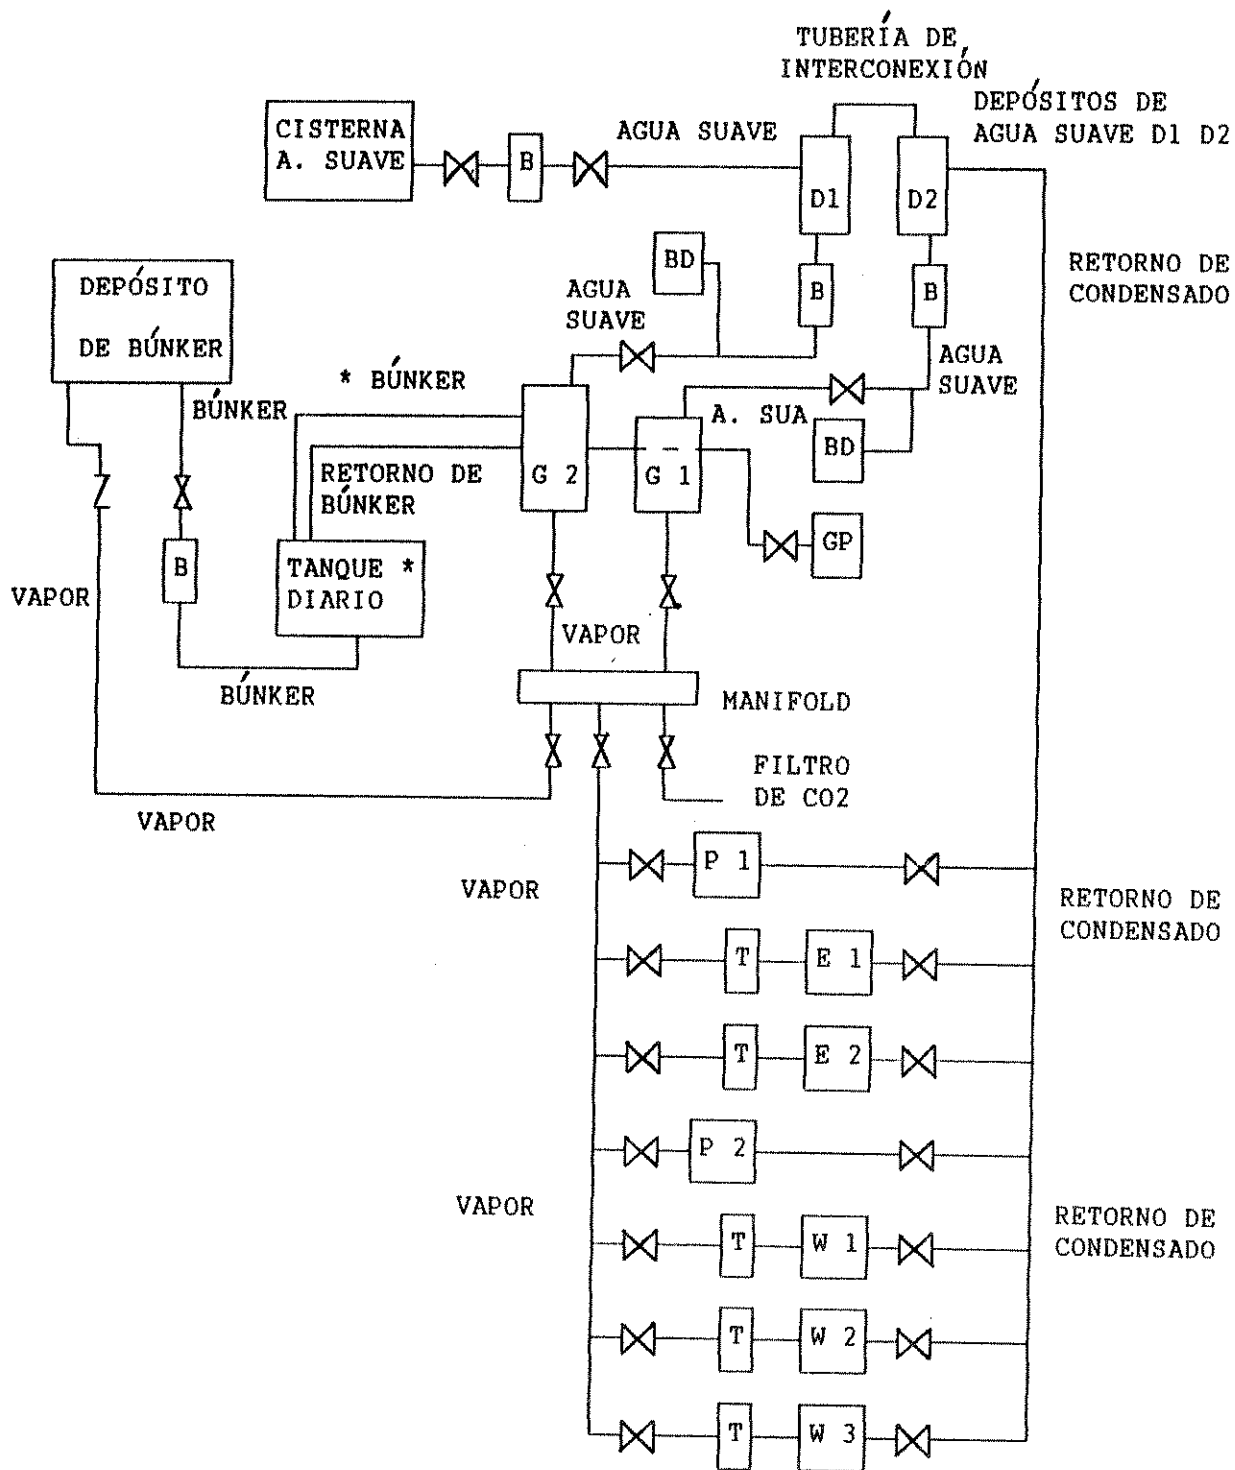 TUBERÍA DE
INTERCONEXIÓN
DEPÓSITOS DE
AGUA SUAVE D1 D2
CISTERNA
A. SUAVE
B
AGUA SUAVE
D1
D2
BD
B
B
RETORNO DE
CONDENSADO
DEPÓSITO
DE BÚNKER
AGUA
SUAVE
AGUA
SUAVE
* BÚNKER
BÚNKER
A. SUA
BD
RETORNO DE
BÚNKER
G 2
G 1
GP
B
TANQUE *
DIARIO
VAPOR
VAPOR
BÚNKER
MANIFOLD
FILTRO
DE CO2
VAPOR
P 1
VAPOR
RETORNO DE
CONDENSADO
T
E 1
T
E 2
P 2
VAPOR
RETORNO DE
CONDENSADO
T
W 1
T
W 2
T
W 3